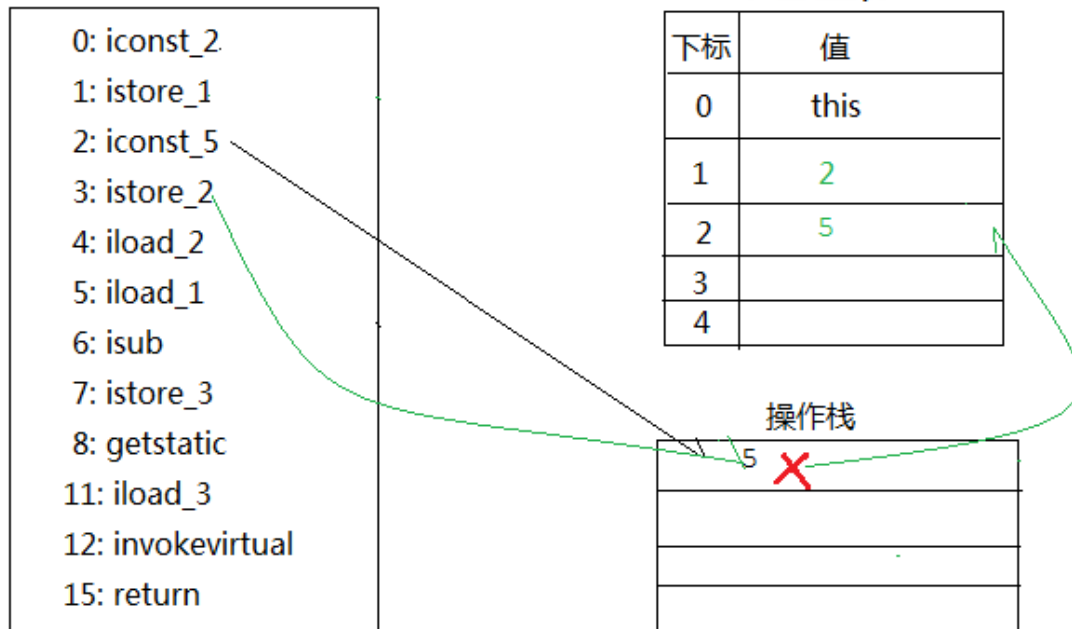 0: iconst_2
1: istore_1
2: iconst_5
3: istore_2
4: iload_2
5: iload_1
6: isub
7: istore_3
8: getstatic
11: iload_3
12: invokevirtual
15: return
下标 值
0 this
1 2
2 5
3
4
操作栈
5